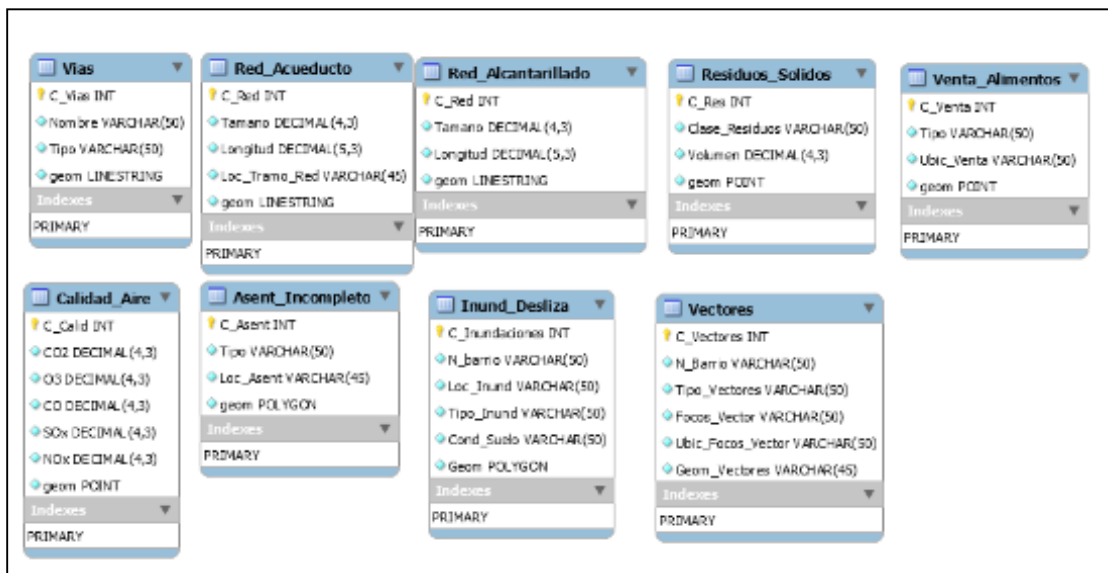 Vias
C_Vias INT
Nombre VARCHAR(50)
Tipo VARCHAR(50)
geom LINESTRING
Indexes
PRIMARY
Red_Acueducto
C_Red INT
Tamano DECIMAL(4,3)
Longitud DECIMAL(5,3)
Loc_Tramo_Red VARCHAR(45)
geom LINESTRING
Indexes
PRIMARY
Red_Alcantarillado
C_Red INT
Tamano DECIMAL(4,3)
Longitud DECIMAL(5,3)
geom LINESTRING
Indexes
PRIMARY
Residuos_Solidos
C_Res INT
Clase_Residuos VARCHAR(50)
Volumen DECIMAL(4,3)
geom POINT
Indexes
PRIMARY
Venta_Alimentos
C_Venta INT
Tipo VARCHAR(50)
Ubic_Venta VARCHAR(50)
geom POINT
Indexes
PRIMARY
Calidad_Aire
C_Calid INT
CO2 DECIMAL(4,3)
O3 DECIMAL(4,3)
CO DECIMAL(4,3)
SOx DECIMAL(4,3)
NOx DECIMAL(4,3)
geom POINT
Indexes
PRIMARY
Asent_Incompleto
C_Asent INT
Tipo VARCHAR(50)
Loc_Asent VARCHAR(45)
geom POLYGON
Indexes
PRIMARY
Inund_Desliza
C_Inundaciones INT
N_barrio VARCHAR(50)
Loc_Inund VARCHAR(50)
Tipo_Inund VARCHAR(50)
Cond_Suelo VARCHAR(50)
Geom POLYGON
Indexes
PRIMARY
Vectores
C_Vectores INT
N_Barrio VARCHAR(50)
Tipo_Vectores VARCHAR(50)
Focos_Vector VARCHAR(50)
Ubic_Focos_Vector VARCHAR(50)
Geom_Vectores VARCHAR(45)
Indexes
PRIMARY